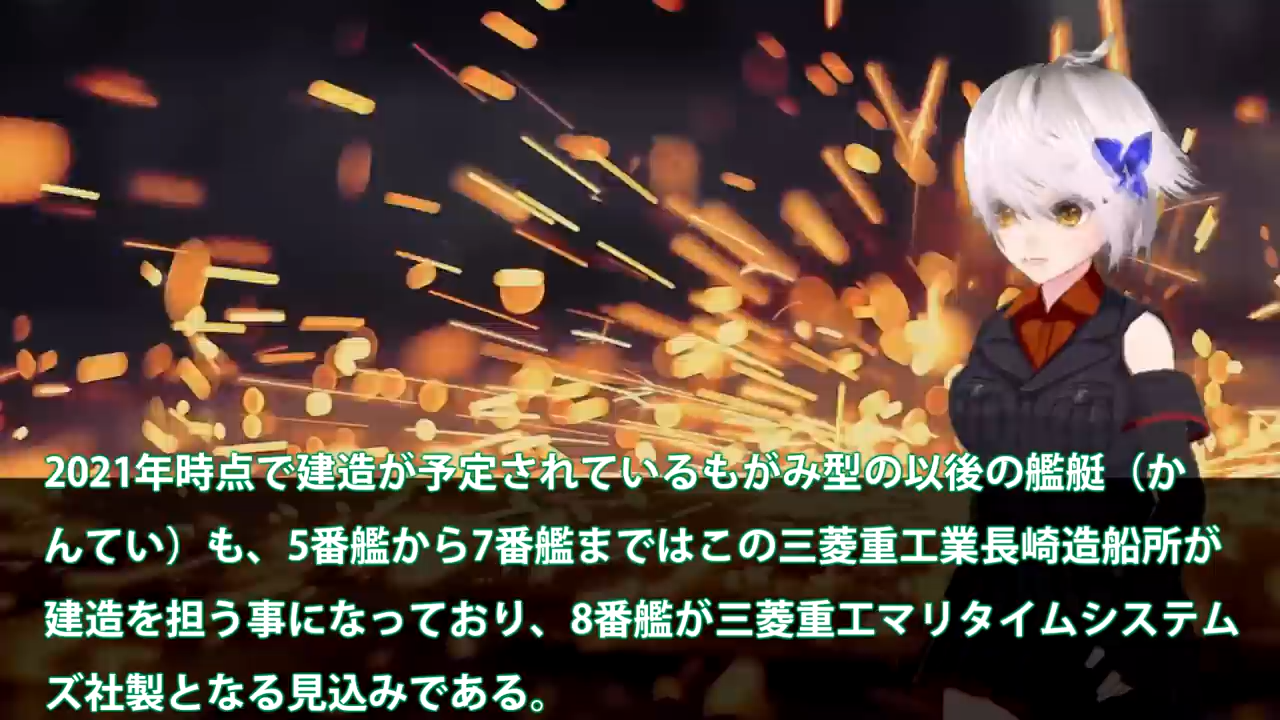 2021年時点で建造が予定されているもがみ型の以後の艦艇（か
んてい）も、5番艦から7番艦まではこの三菱重工業長崎造船所が
建造を担う事になっており、8番艦が三菱重工マリタイムシステム
ズ社製となる見込みである。